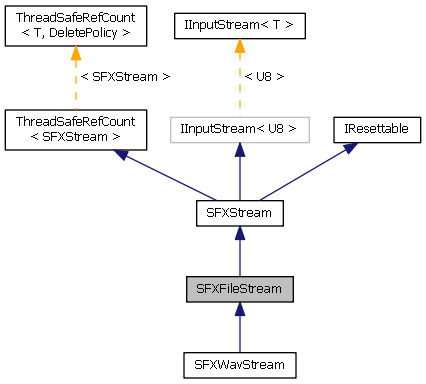 ThreadSafeRefCount
< T, DeletePolicy >
IInputStream< T >
< SFXStream >
< U8 >
ThreadSafeRefCount
< SFXStream >
IInputStream< U8 >
IResettable
SFXStream
SFXFileStream
SFXWavStream